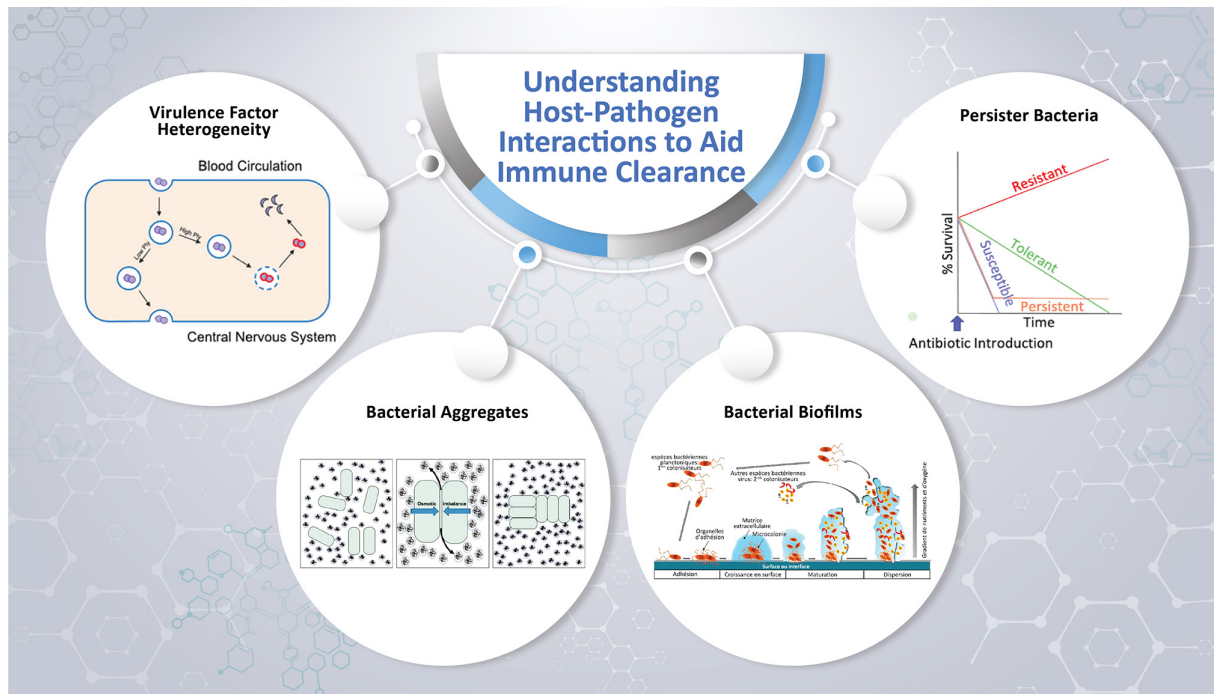 Understanding
Host-Pathogen
Interactions to Aid
Immune Clearance
Virulence Factor
Heterogeneity
Blood Circulation
Low Ply
High Ply
Central Nervous System
Bacterial Aggregates
Osmotic
Imbalance
Bacterial Biofilms
espèces bactériennes
planctoniques:
1ers colonisateurs
Autres espèces bactériennes
virus: 2nds colonisateurs
Matrice
extracellulaire
Organelles
d'adhésion
Microcolonie
Gradient de nutriments et d'oxygène
Surface ou interface
Adhésion
Croissance en surface
Maturation
Dispersion
Persister Bacteria
% Survival
Resistant
Tolerant
Susceptible
Persistent
Time
Antibiotic Introduction